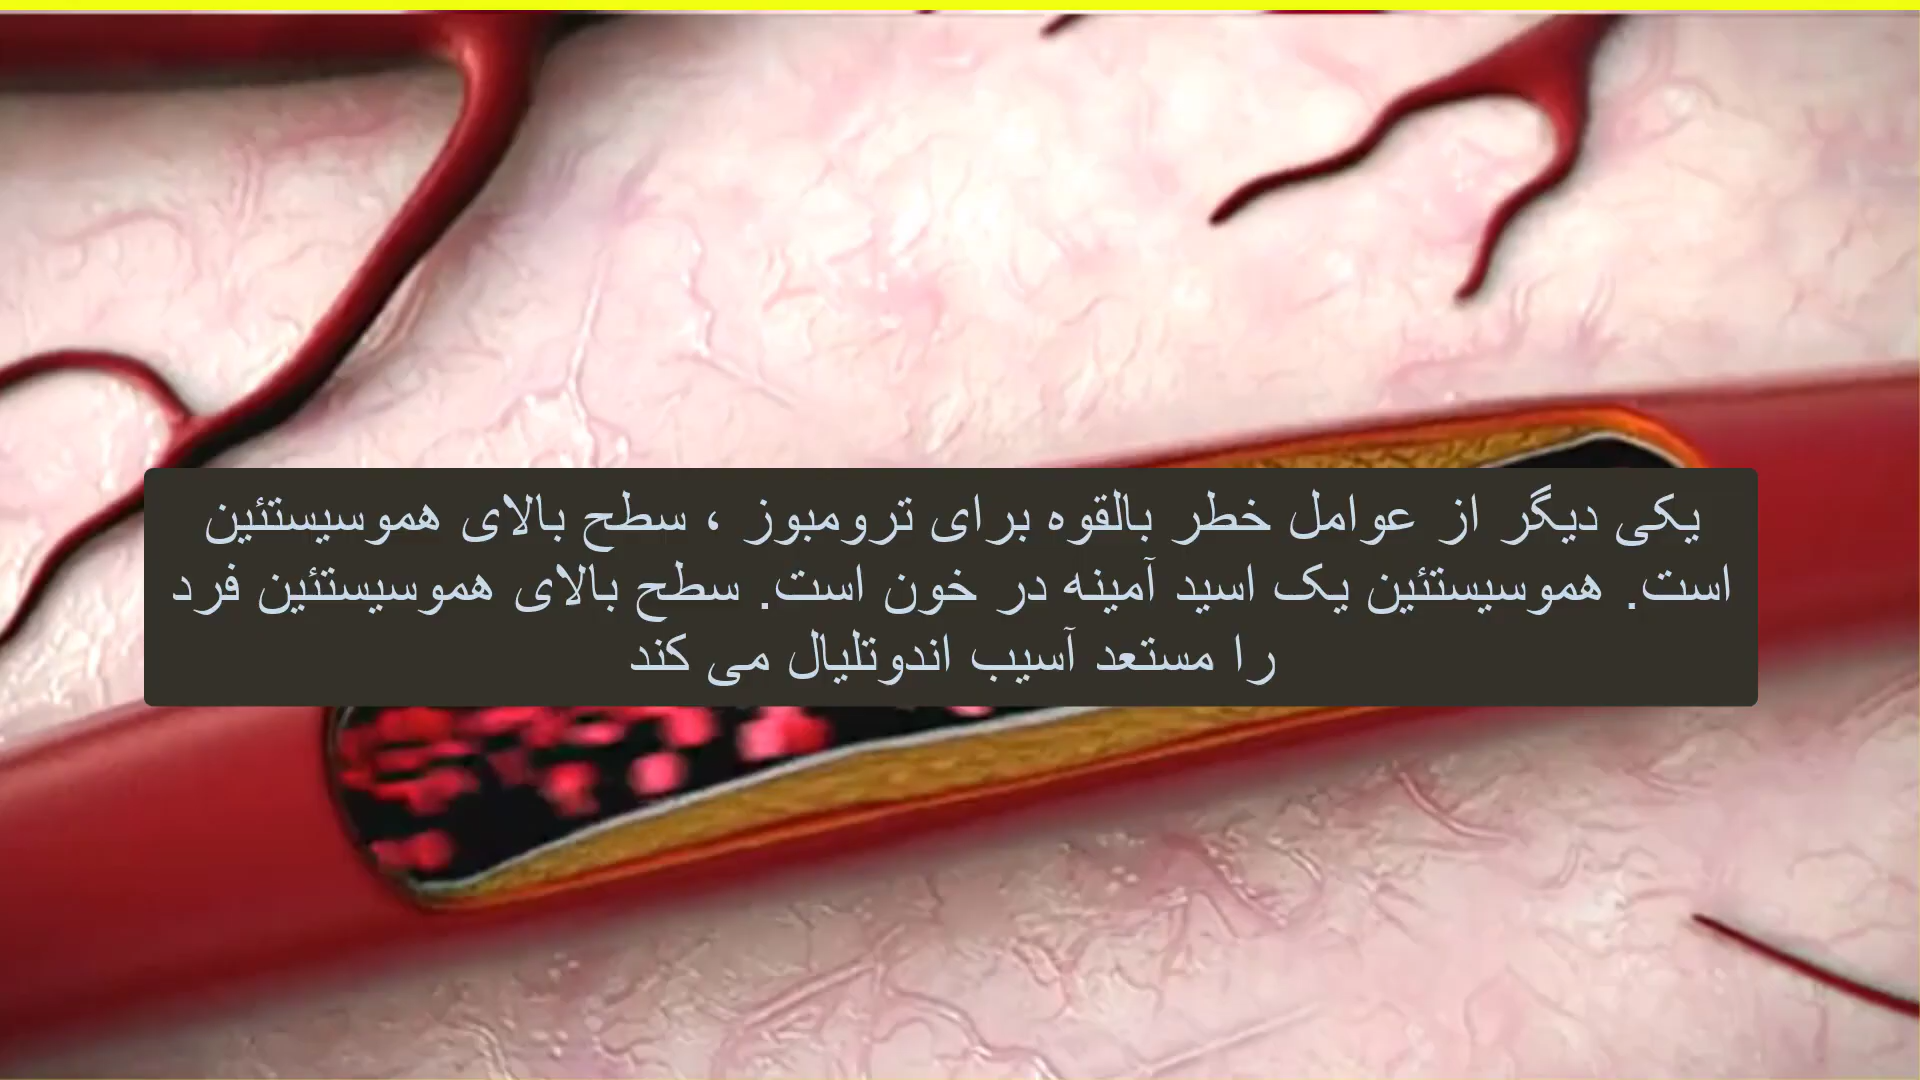 یکی دیگر از عوامل خطر بالقوه برای ترومبوز ، سطح بالای هموسیستئین
است. هموسیستئین یک اسید آمینه در خون است. سطح بالای هموسیستئین فرد
را مستعد آسیب اندوتلیال می کند